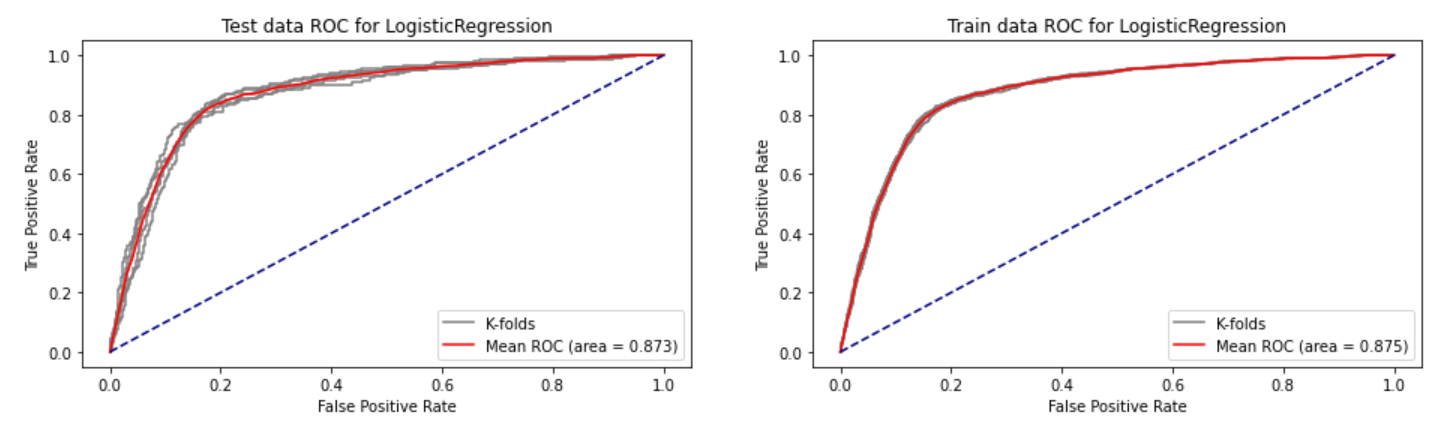 Test data ROC for LogisticRegression
1.0
0.8
0.6
0.4
0.2
0.0
True Positive Rate
0.0 0.2 0.4 0.6 0.8 1.0
False Positive Rate
K-folds
Mean ROC (area = 0.873)
Train data ROC for LogisticRegression
1.0
0.8
0.6
0.4
0.2
0.0
True Positive Rate
0.0 0.2 0.4 0.6 0.8 1.0
False Positive Rate
K-folds
Mean ROC (area = 0.875)